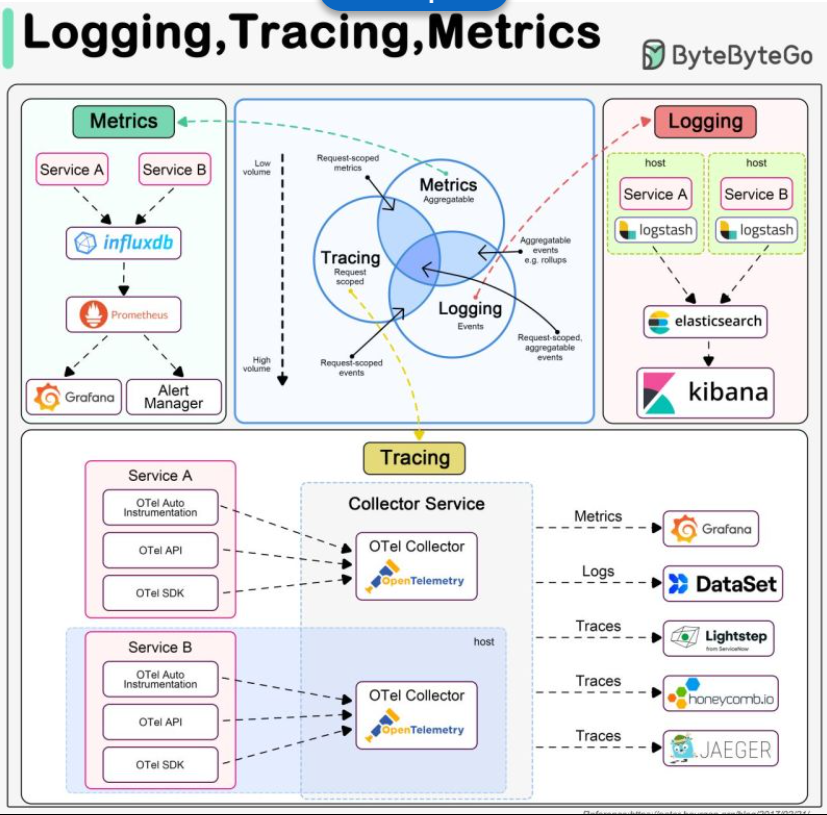 Logging,Tracing,Metrics
ByteByteGo
Metrics
Service A
Service B
influxdb
Prometheus
Grafana
Alert
Manager
Low
volume
High
volume
Request-scoped
metrics
Metrics
Aggregatable
Tracing
Request
scoped
Logging
Events
Aggregatable
events
e.g. rollups
Request-scoped,
aggregatable
events
Request-scoped
events
Logging
host
Service A
logstash
host
Service B
logstash
elasticsearch
kibana
Tracing
Service A
OTel Auto
Instrumentation
OTel API
OTel SDK
Service B
OTel Auto
Instrumentation
OTel API
OTel SDK
host
Collector Service
OTel Collector
OpenTelemetry
OTel Collector
OpenTelemetry
Metrics
Grafana
Logs
DataSet
Traces
Lightstep
from ServiceNow
Traces
honeycomb.io
Traces
JAEGER